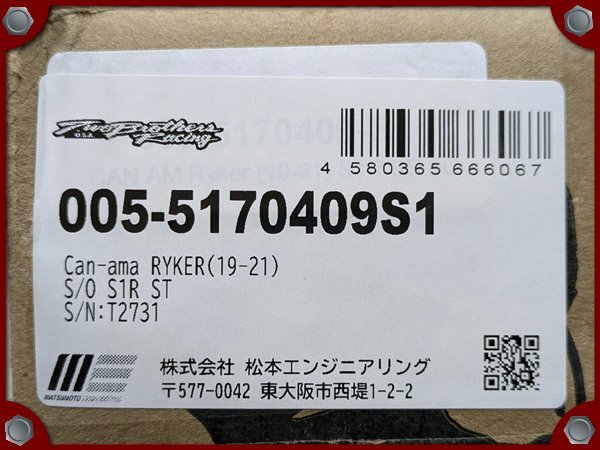 Two Brothers
Racing
U.S.A.
4 580365 666067
005-5170409S1
Can-ama RYKER(19-21)
S/O S1R ST
S/N:T2731
MATSUMOTO ENGINEERING
株式会社 松本エンジニアリング
〒577-0042 東大阪市西堤1-2-2